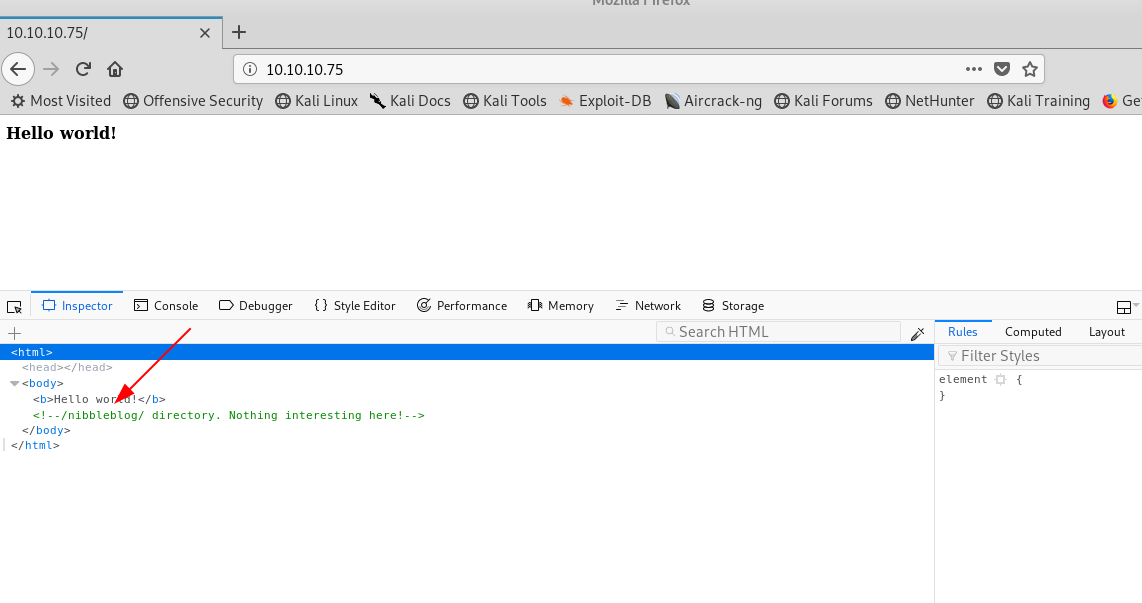 Mozilla Firefox
10.10.10.75/
10.10.10.75
Most Visited Offensive Security Kali Linux Kali Docs Kali Tools Exploit-DB Aircrack-ng Kali Forums NetHunter Kali Training Ge
Hello world!
Inspector Console Debugger { } Style Editor Performance Memory Network Storage
Search HTML Rules Computed Layout
<html> Filter Styles
<head></head>
<body> element {
<b>Hello world!</b> }
<!--/nibbleblog/ directory. Nothing interesting here!-->
</body>
</html>